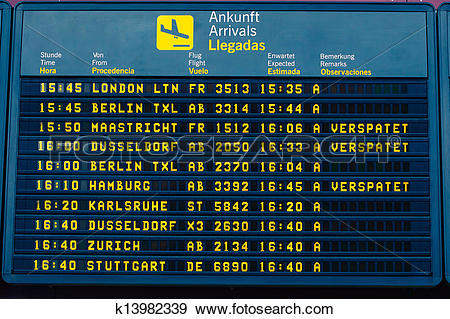 Ankunft
Arrivals
Llegadas
Stunde Von Flug Erwartet Bemerkung
Time From Flight Expected Remarks
Hora Procedencia Vuelo Estimada Observaciones
15:45 LONDON LTN FR 3513 15:35 A
15:45 BERLIN TXL AB 3314 15:44 A
15:50 MAASTRICHT FR 1512 16:06 A VERSPATET
DUSSELDORF AB 2050 16:33 A VERSPATET
16:00 BERLIN TXL AB 2370 16:04 A
16:10 HAMBURG AB 3392 16:45 A VERSPATET
16:20 KARLSRUHE ST 5842 16:20 A
16:40 DUSSELDORF X3 2630 16:40 A
16:40 ZURICH AB 2134 16:40 A
16:40 STUTTGART DE 6890 16:40 A
FOTOSEARCH
k13982339 www.fotosearch.com